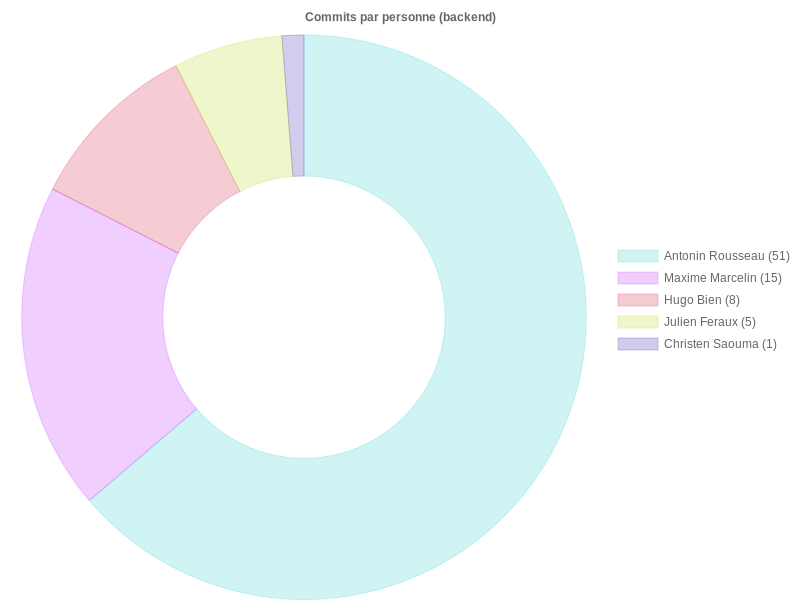 Commits par personne (backend)
Antonin Rousseau (51)
Maxime Marcelin (15)
Hugo Bien (8)
Julien Feraux (5)
Christen Saouma (1)